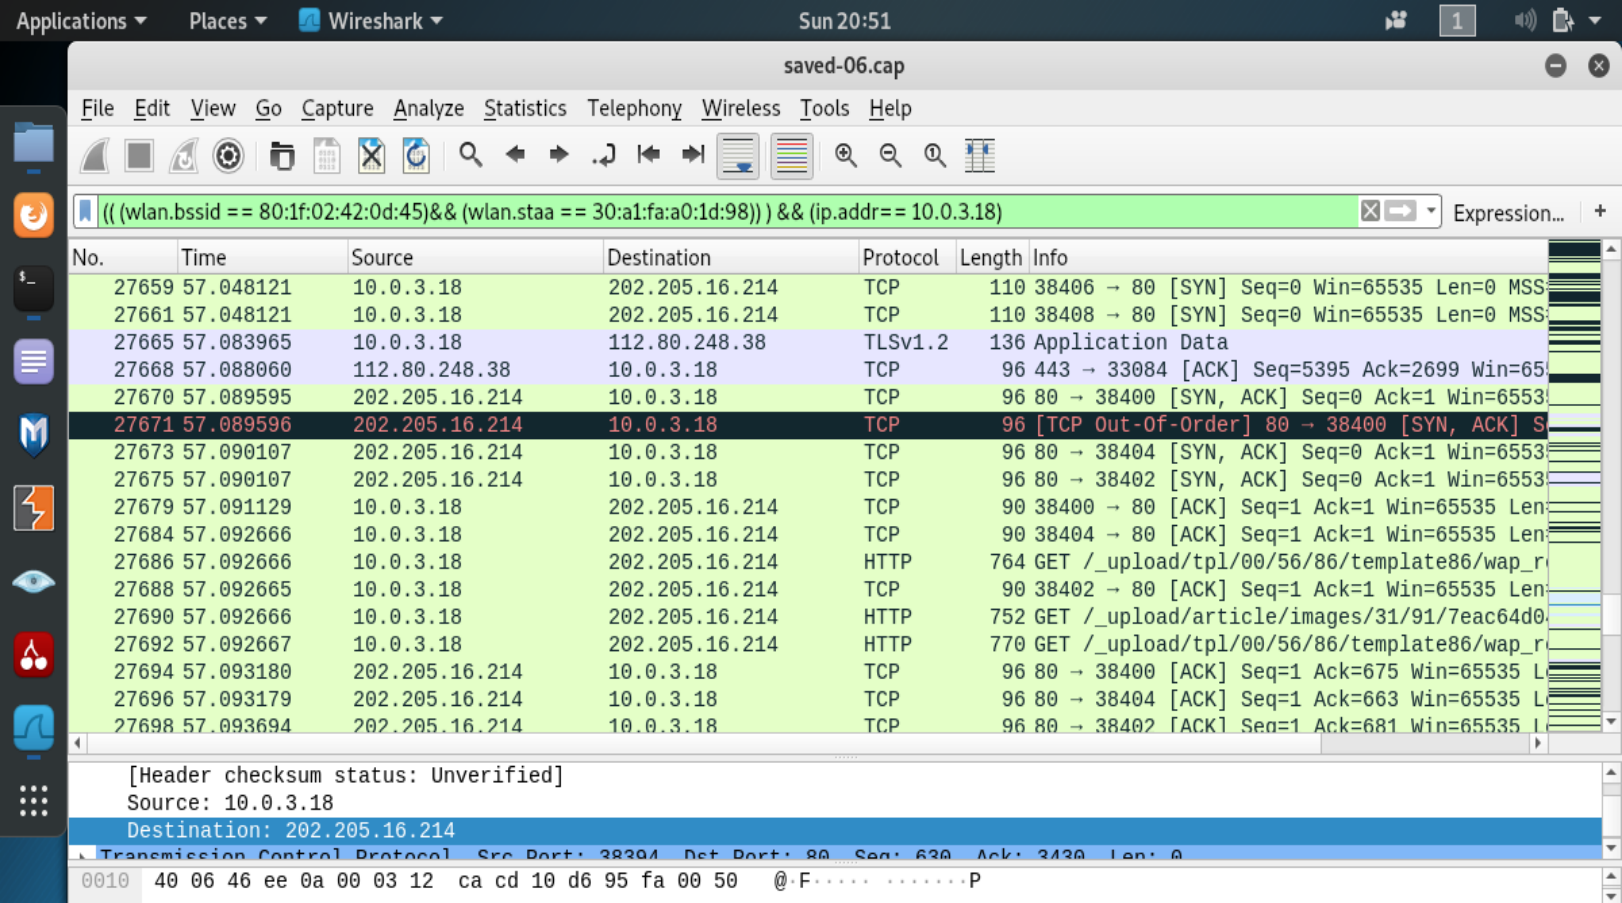 Applications Places Wireshark Sun 20:51 1
saved-06.cap
File Edit View Go Capture Analyze Statistics Telephony Wireless Tools Help
(( (wlan.bssid == 80:1f:02:42:0d:45)&& (wlan.staa == 30:a1:fa:a0:1d:98)) ) && (ip.addr== 10.0.3.18) Expression... +
No. Time Source Destination Protocol Length Info
27659 57.048121 10.0.3.18 202.205.16.214 TCP 110 38406 → 80 [SYN] Seq=0 Win=65535 Len=0 MSS
27661 57.048121 10.0.3.18 202.205.16.214 TCP 110 38408 → 80 [SYN] Seq=0 Win=65535 Len=0 MSS
27665 57.083965 10.0.3.18 112.80.248.38 TLSv1.2 136 Application Data
27668 57.088060 112.80.248.38 10.0.3.18 TCP 96 443 → 33084 [ACK] Seq=5395 Ack=2699 Win=65
27670 57.089595 202.205.16.214 10.0.3.18 TCP 96 80 → 38400 [SYN, ACK] Seq=0 Ack=1 Win=6553
27671 57.089596 202.205.16.214 10.0.3.18 TCP 96 [TCP Out-Of-Order] 80 → 38400 [SYN, ACK] S
27673 57.090107 202.205.16.214 10.0.3.18 TCP 96 80 → 38404 [SYN, ACK] Seq=0 Ack=1 Win=6553
27675 57.090107 202.205.16.214 10.0.3.18 TCP 96 80 → 38402 [SYN, ACK] Seq=0 Ack=1 Win=6553
27679 57.091129 10.0.3.18 202.205.16.214 TCP 90 38400 → 80 [ACK] Seq=1 Ack=1 Win=65535 Len
27684 57.092666 10.0.3.18 202.205.16.214 TCP 90 38404 → 80 [ACK] Seq=1 Ack=1 Win=65535 Len
27686 57.092666 10.0.3.18 202.205.16.214 HTTP 764 GET /_upload/tpl/00/56/86/template86/wap_r
27688 57.092665 10.0.3.18 202.205.16.214 TCP 90 38402 → 80 [ACK] Seq=1 Ack=1 Win=65535 Len
27690 57.092666 10.0.3.18 202.205.16.214 HTTP 752 GET /_upload/article/images/31/91/7eac64d0
27692 57.092667 10.0.3.18 202.205.16.214 HTTP 770 GET /_upload/tpl/00/56/86/template86/wap_r
27694 57.093180 202.205.16.214 10.0.3.18 TCP 96 80 → 38400 [ACK] Seq=1 Ack=675 Win=65535 L
27696 57.093179 202.205.16.214 10.0.3.18 TCP 96 80 → 38404 [ACK] Seq=1 Ack=663 Win=65535 L
27698 57.093694 202.205.16.214 10.0.3.18 TCP 96 80 → 38402 [ACK] Seq=1 Ack=681 Win=65535 L
[Header checksum status: Unverified]
Source: 10.0.3.18
Destination: 202.205.16.214
Transmission Control Protocol, Src Port: 38394, Dst Port: 80, Seq: 630, Ack: 3430, Len: 0
0010 40 06 46 ee 0a 00 03 12 ca cd 10 d6 95 fa 00 50 @·F····· ·······P